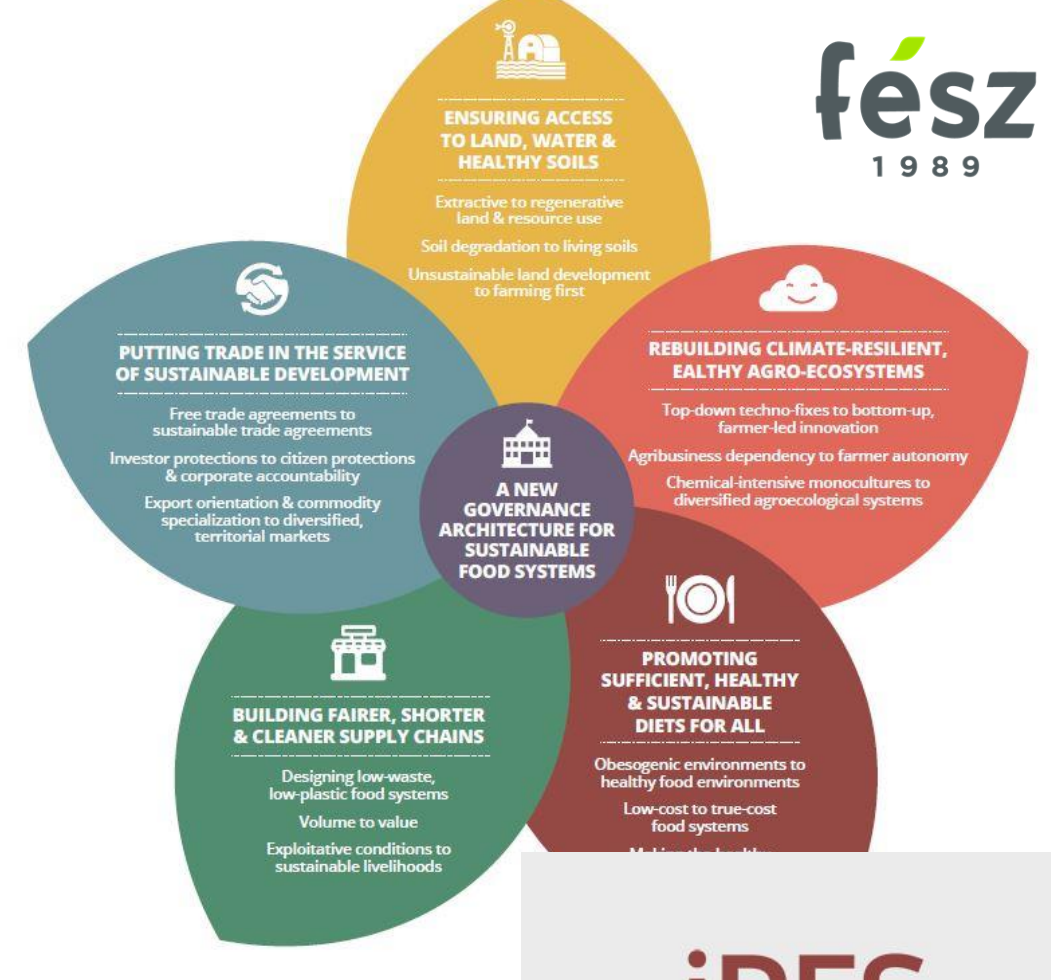 fész
1989
ENSURING ACCESS
TO LAND, WATER &
HEALTHY SOILS
Extractive to regenerative
land & resource use
Soil degradation to living soils
Unsustainable land development
to farming first
PUTTING TRADE IN THE SERVICE
OF SUSTAINABLE DEVELOPMENT
Free trade agreements to
sustainable trade agreements
Investor protections to citizen protections
& corporate accountability
Export orientation & commodity
specialization to diversified,
territorial markets
REBUILDING CLIMATE-RESILIENT,
EALTHY AGRO-ECOSYSTEMS
Top-down techno-fixes to bottom-up,
farmer-led innovation
Agribusiness dependency to farmer autonomy
Chemical-intensive monocultures to
diversified agroecological systems
A NEW
GOVERNANCE
ARCHITECTURE FOR
SUSTAINABLE
FOOD SYSTEMS
BUILDING FAIRER, SHORTER
& CLEANER SUPPLY CHAINS
Designing low-waste,
low-plastic food systems
Volume to value
Exploitative conditions to
sustainable livelihoods
PROMOTING
SUFFICIENT, HEALTHY
& SUSTAINABLE
DIETS FOR ALL
Obesogenic environments to
healthy food environments
Low-cost to true-cost
food systems
iPES